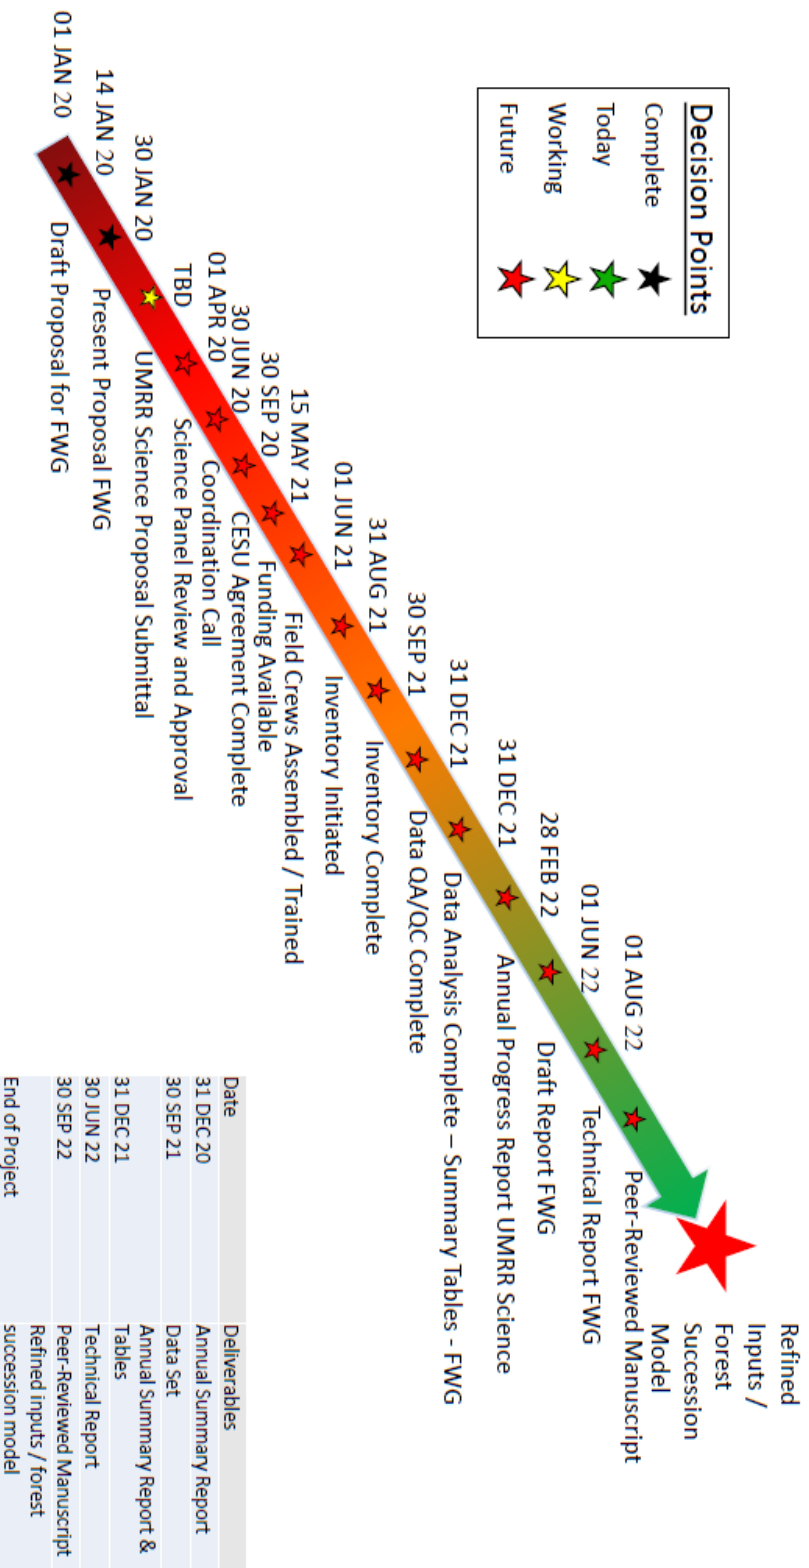 Decision Points
Complete
Today
Working
Future
01 JAN 20
Draft Proposal for FWG
14 JAN 20
Present Proposal FWG
30 JAN 20
UMRR Science Proposal Submittal
TBD
Science Panel Review and Approval
01 APR 20
Coordination Call
30 JUN 20
CESU Agreement Complete
30 SEP 20
Funding Available
15 MAY 21
Field Crews Assembled / Trained
01 JUN 21
Inventory Initiated
31 AUG 21
Inventory Complete
30 SEP 21
Data QA/QC Complete
31 DEC 21
Data Analysis Complete – Summary Tables - FWG
31 DEC 21
Annual Progress Report UMRR Science
28 FEB 22
Draft Report FWG
01 JUN 22
Technical Report FWG
01 AUG 22
Peer-Reviewed Manuscript
Refined
Inputs /
Forest
Succession
Model
Date Deliverables
31 DEC 20 Annual Summary Report
30 SEP 21 Data Set
Annual Summary Report &
31 DEC 21 Tables
30 JUN 22 Technical Report
30 SEP 22 Peer-Reviewed Manuscript
Refined inputs / forest
End of Project succession model